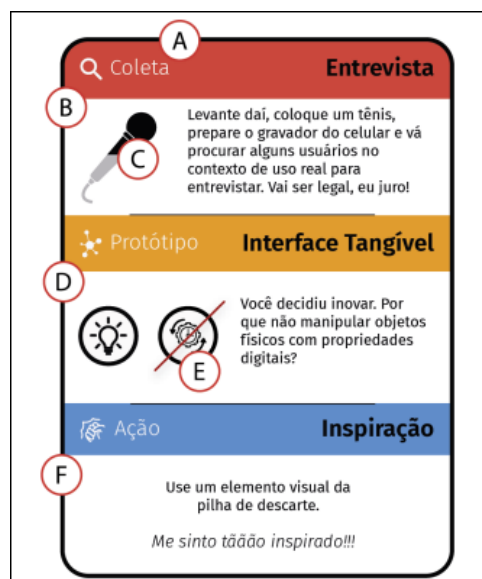 A
Coleta Entrevista
B
Levante daí, coloque um tênis,
prepare o gravador do celular e vá
C
procurar alguns usuários no
contexto de uso real para
entrevistar. Vai ser legal, eu juro!
Protótipo Interface Tangível
D
Você decidiu inovar. Por
que não manipular objetos
físicos com propriedades
digitais?
E
Ação Inspiração
F
Use um elemento visual da
pilha de descarte.
Me sinto tããão inspirado!!!